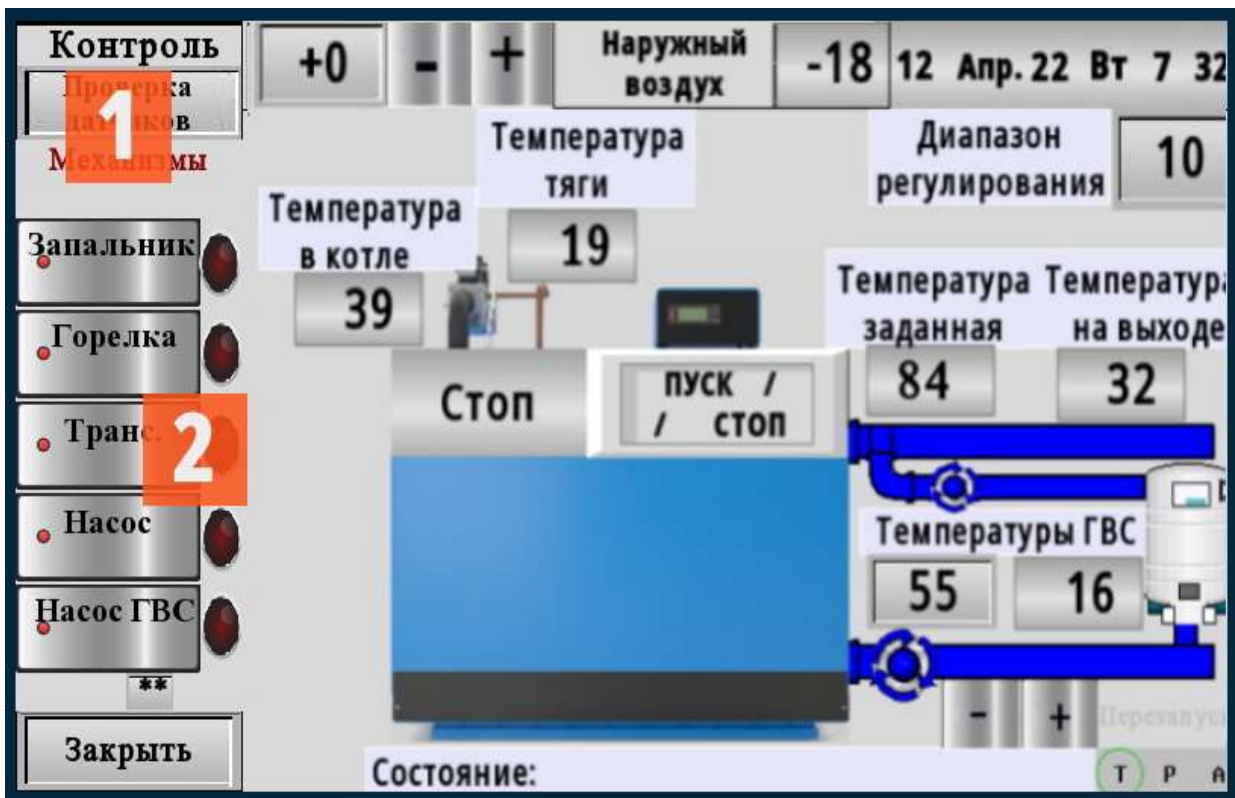 Контроль
+0 - +
Наружный
воздух
-18 12 Апр. 22 Вт 7 32
1
Механизмы
Температура
тяги
19
Диапазон
регулирования
10
Температура
в котле
39
Запальник
Горелка
Транс.
2
Насос
Насос ГВС
**
Закрыть
Температура
заданная
84
на выходе
32
Стоп
ПУСК /
/ СТОП
Температуры ГВС
55 16
- +
Состояние:
Т Р А